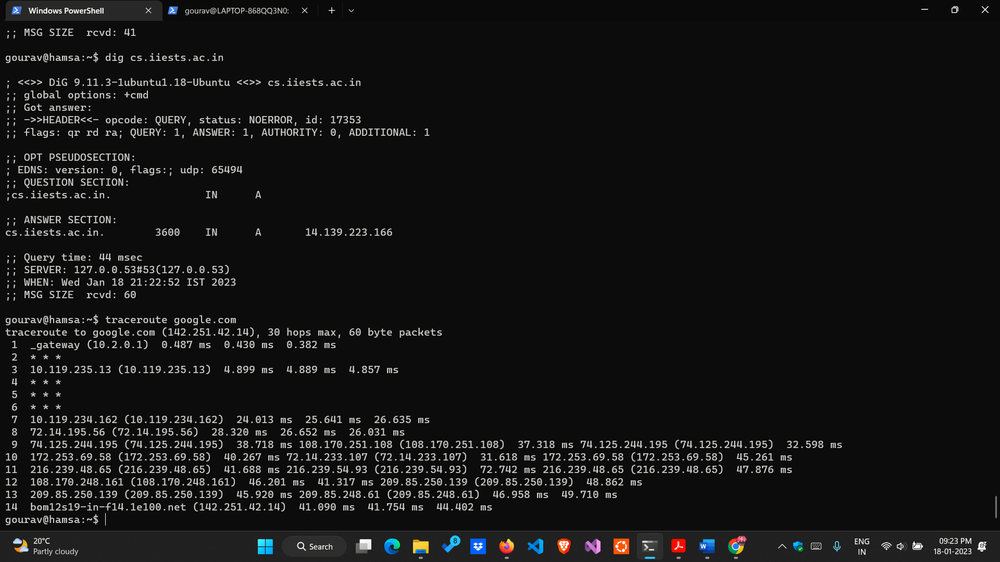 Windows PowerShell
gourav@LAPTOP-868QQ3N0:
;; MSG SIZE  rcvd: 41
gourav@hamsa:~$ dig cs.iiests.ac.in
; <<>> DiG 9.11.3-1ubuntu1.18-Ubuntu <<>> cs.iiests.ac.in
;; global options: +cmd
;; Got answer:
;; ->>HEADER<<- opcode: QUERY, status: NOERROR, id: 17353
;; flags: qr rd ra; QUERY: 1, ANSWER: 1, AUTHORITY: 0, ADDITIONAL: 1
;; OPT PSEUDOSECTION:
; EDNS: version: 0, flags:; udp: 65494
;; QUESTION SECTION:
;cs.iiests.ac.in.               IN      A
;; ANSWER SECTION:
cs.iiests.ac.in.        3600    IN      A       14.139.223.166
;; Query time: 44 msec
;; SERVER: 127.0.0.53#53(127.0.0.53)
;; WHEN: Wed Jan 18 21:22:52 IST 2023
;; MSG SIZE  rcvd: 60
gourav@hamsa:~$ traceroute google.com
traceroute to google.com (142.251.42.14), 30 hops max, 60 byte packets
 1  _gateway (10.2.0.1)  0.487 ms  0.430 ms  0.382 ms
 2  * * *
 3  10.119.235.13 (10.119.235.13)  4.899 ms  4.889 ms  4.857 ms
 4  * * *
 5  * * *
 6  * * *
 7  10.119.234.162 (10.119.234.162)  24.013 ms  25.641 ms  26.635 ms
 8  72.14.195.56 (72.14.195.56)  28.320 ms  26.652 ms  26.031 ms
 9  74.125.244.195 (74.125.244.195)  38.718 ms 108.170.251.108 (108.170.251.108)  37.318 ms 74.125.244.195 (74.125.244.195)  32.598 ms
10  172.253.69.58 (172.253.69.58)  40.267 ms 72.14.233.107 (72.14.233.107)  31.618 ms 172.253.69.58 (172.253.69.58)  45.261 ms
11  216.239.48.65 (216.239.48.65)  41.688 ms 216.239.54.93 (216.239.54.93)  72.742 ms 216.239.48.65 (216.239.48.65)  47.876 ms
12  108.170.248.161 (108.170.248.161)  46.201 ms  41.317 ms 209.85.250.139 (209.85.250.139)  48.862 ms
13  209.85.250.139 (209.85.250.139)  45.920 ms 209.85.248.61 (209.85.248.61)  46.958 ms  49.710 ms
14  bom12s19-in-f14.1e100.net (142.251.42.14)  41.090 ms  41.754 ms  44.402 ms
gourav@hamsa:~$
20°C
Partly cloudy
Search
8
ENG
IN
09:23 PM
18-01-2023